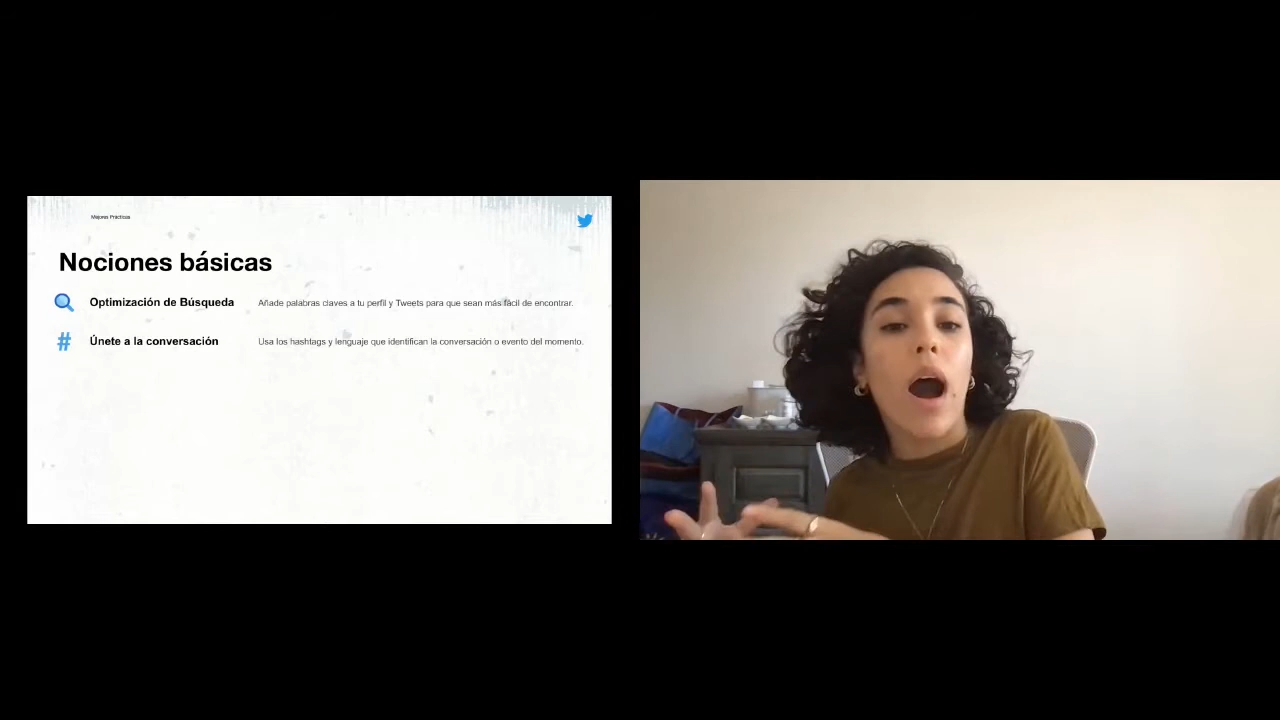 Mejores Prácticas
Nociones básicas
Optimización de Búsqueda Añade palabras claves a tu perfil y Tweets para que sean más fácil de encontrar.
# Únete a la conversación Usa los hashtags y lenguaje que identifican la conversación o evento del momento.